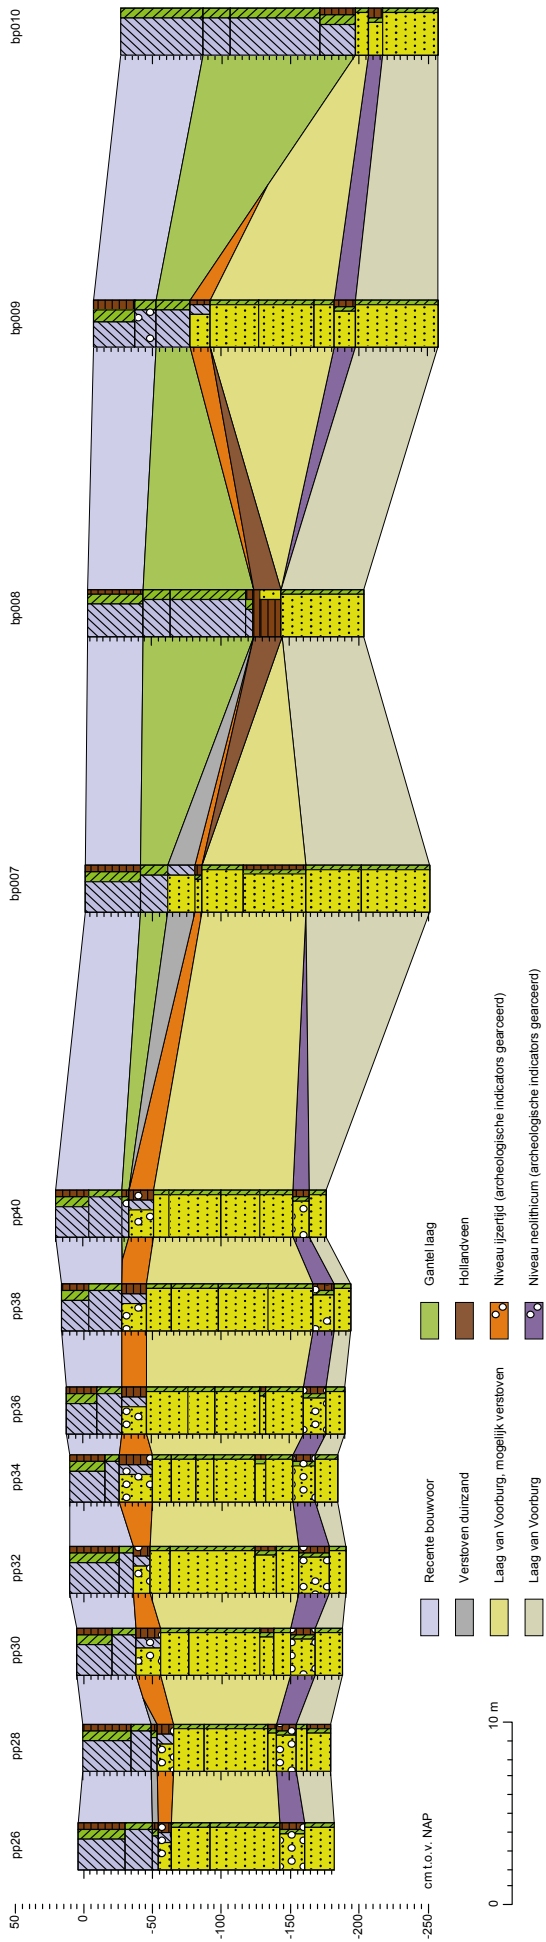 pp26
pp28
pp30
pp32
pp34
pp36
pp38
pp40
bp007
bp008
bp009
bp010
50
0
-50
-100
-150
-200
-250
cm t.o.v. NAP
0
10 m
Recente bouwvoor
Verstoven duinzand
Laag van Voorburg, mogelijk verstoven
Laag van Voorburg
Gantel laag
Hollandveen
Niveau ijzertijd (archeologische indicators gearceerd)
Niveau neolithicum (archeologische indicators gearceerd)